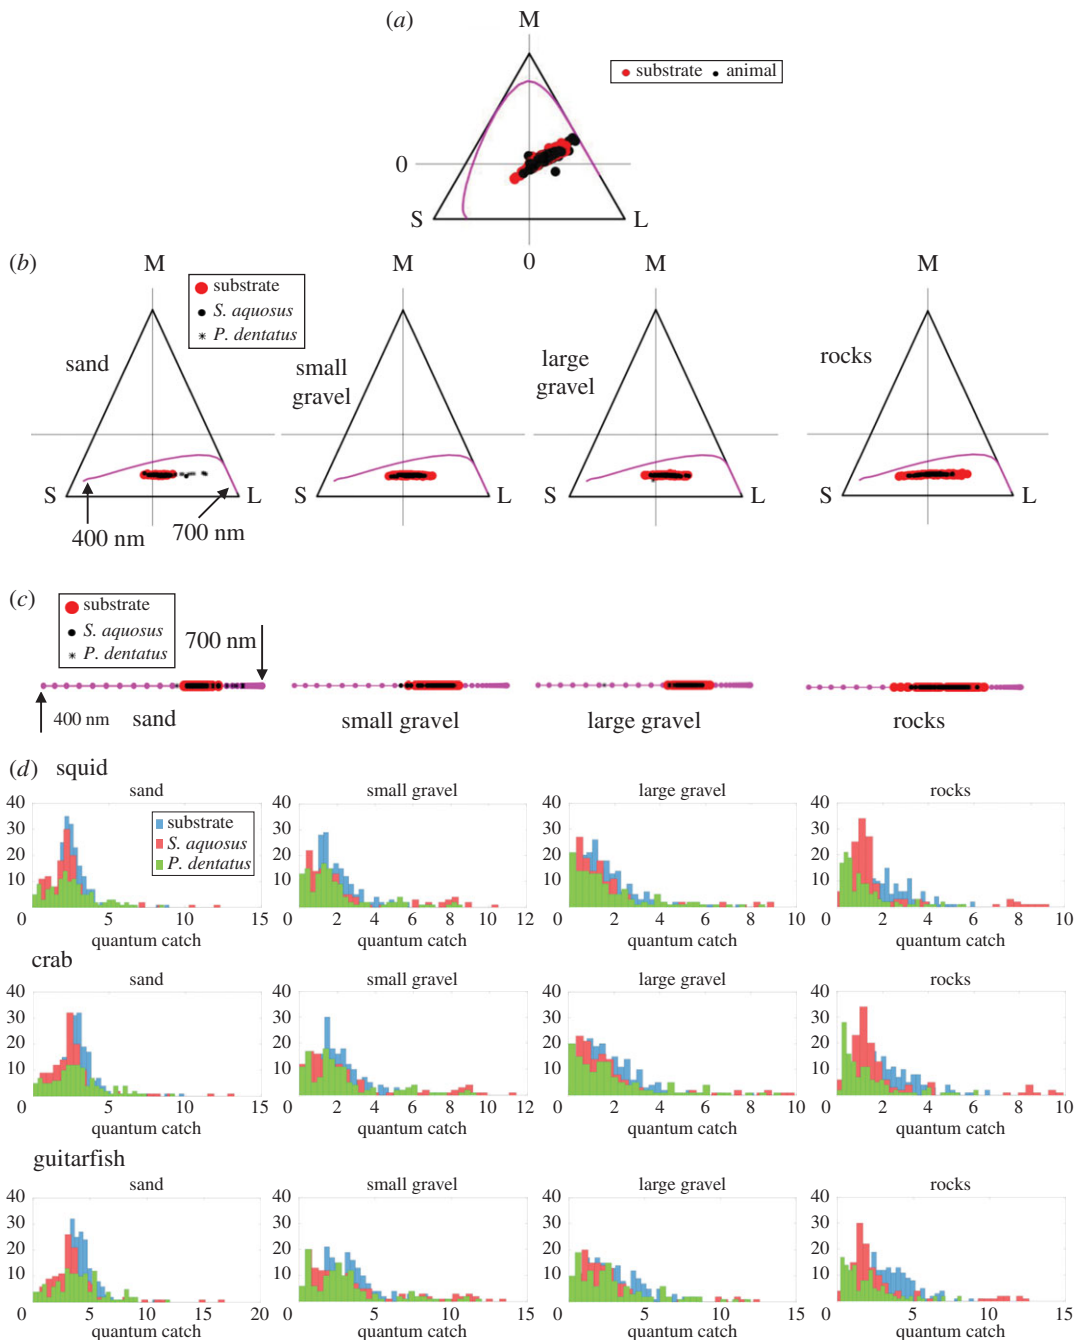 (a)
M
substrate animal
0
S L
0
(b)
M M M M
substrate
S. aquosus
P. dentatus
sand
small
gravel
large
gravel
rocks
S L S L S L S L
400 nm 700 nm
(c)
substrate
S. aquosus
P. dentatus
700 nm
400 nm sand small gravel large gravel rocks
(d) squid
sand small gravel large gravel rocks
substrate
S. aquosus
P. dentatus
40 40 40 40
30 30 30 30
20 20 20 20
10 10 10 10
0 5 10 15 0 2 4 6 8 10 12 0 2 4 6 8 10 0 2 4 6 8 10
quantum catch quantum catch quantum catch quantum catch
crab
sand small gravel large gravel rocks
40 40 40 40
30 30 30 30
20 20 20 20
10 10 10 10
0 5 10 15 0 2 4 6 8 10 12 0 2 4 6 8 10 0 2 4 6 8 10
quantum catch quantum catch quantum catch quantum catch
guitarfish
sand small gravel large gravel rocks
40 40 40 40
30 30 30 30
20 20 20 20
10 10 10 10
0 5 10 15 20 0 5 10 15 0 5 10 15 0 5 10 15
quantum catch quantum catch quantum catch quantum catch